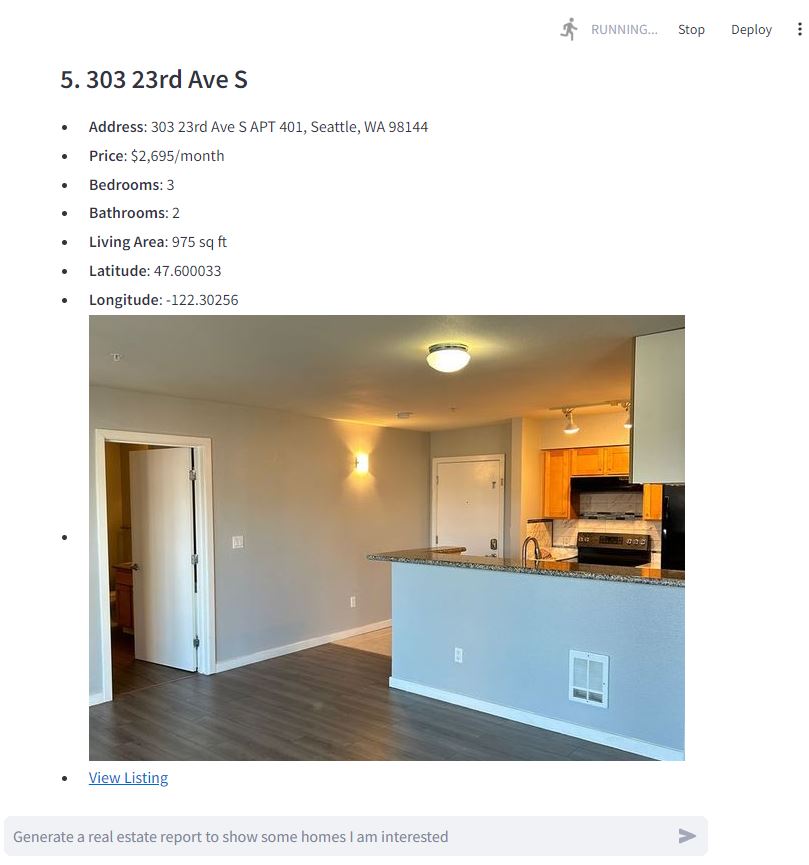 RUNNING... Stop Deploy
5. 303 23rd Ave S
Address: 303 23rd Ave S APT 401, Seattle, WA 98144
Price: $2,695/month
Bedrooms: 3
Bathrooms: 2
Living Area: 975 sq ft
Latitude: 47.600033
Longitude: -122.30256
View Listing
Generate a real estate report to show some homes I am interested